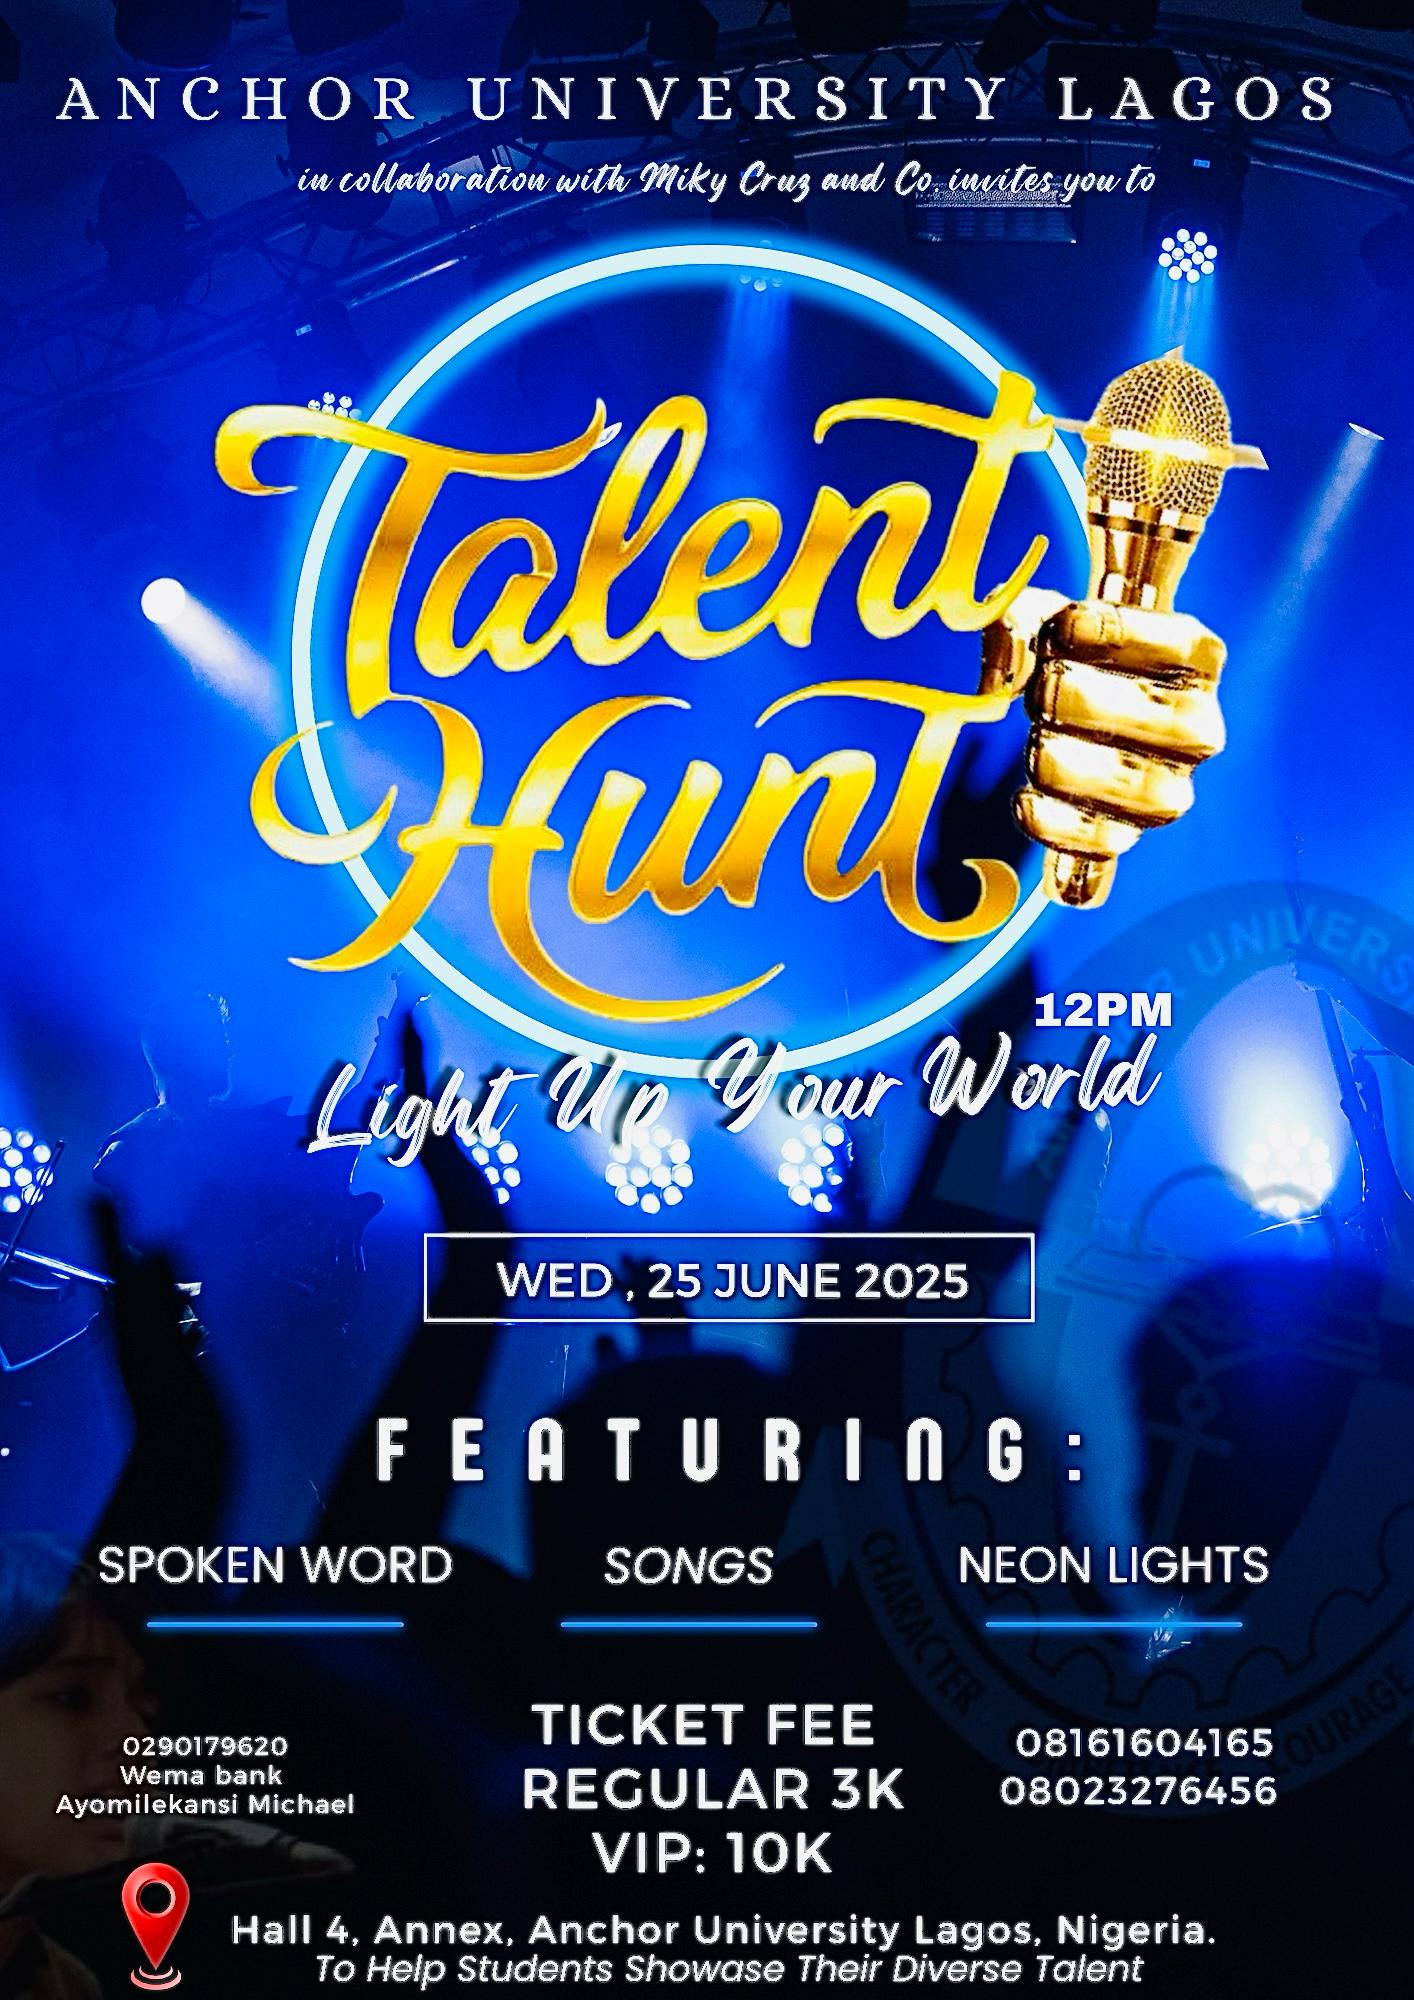 ANCHOR UNIVERSITY LAGOS
in collaboration with Miky Cruz and Co. invites you to
Talent
Hunt
12PM
Light Up Your World
WED , 25 JUNE 2025
FEATURING:
SPOKEN WORD
SONGS
NEON LIGHTS
0290179620
Wema bank
Ayomilekansi Michael
TICKET FEE
REGULAR 3K
VIP: 10K
08161604165
08023276456
Hall 4, Annex, Anchor University Lagos, Nigeria.
To Help Students Showase Their Diverse Talent
UNIVERS
CHARACTER
COURAGE